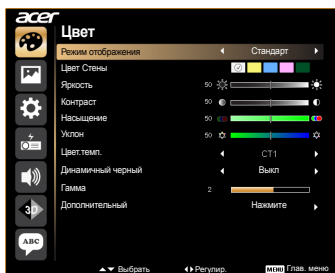 acer
Цвет
Режим отображения Стандарт
Цвет Стены
Яркость 50
Контраст 50
Насыщение 50
Уклон 50
Цвет.темп. CT1
Динамичный черный Выкл
Гамма 2
Дополнительный Нажмите
3D
ABC
Выбрать Регулир. MENU Глав. меню